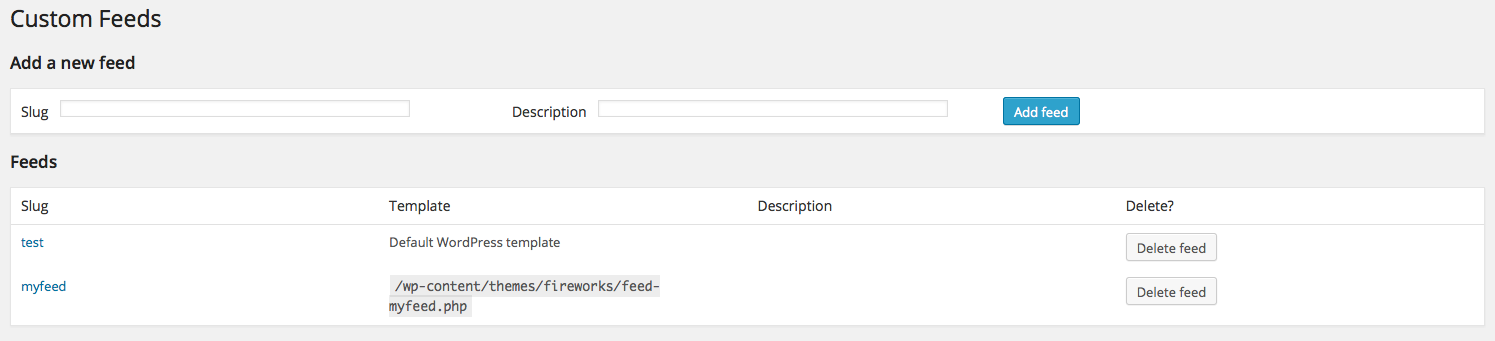 Custom Feeds
Add a new feed
Slug Description Add feed
Feeds
Slug Template Description Delete?
test Default WordPress template Delete feed
myfeed /wp-content/themes/fireworks/feed- Delete feed
myfeed.php